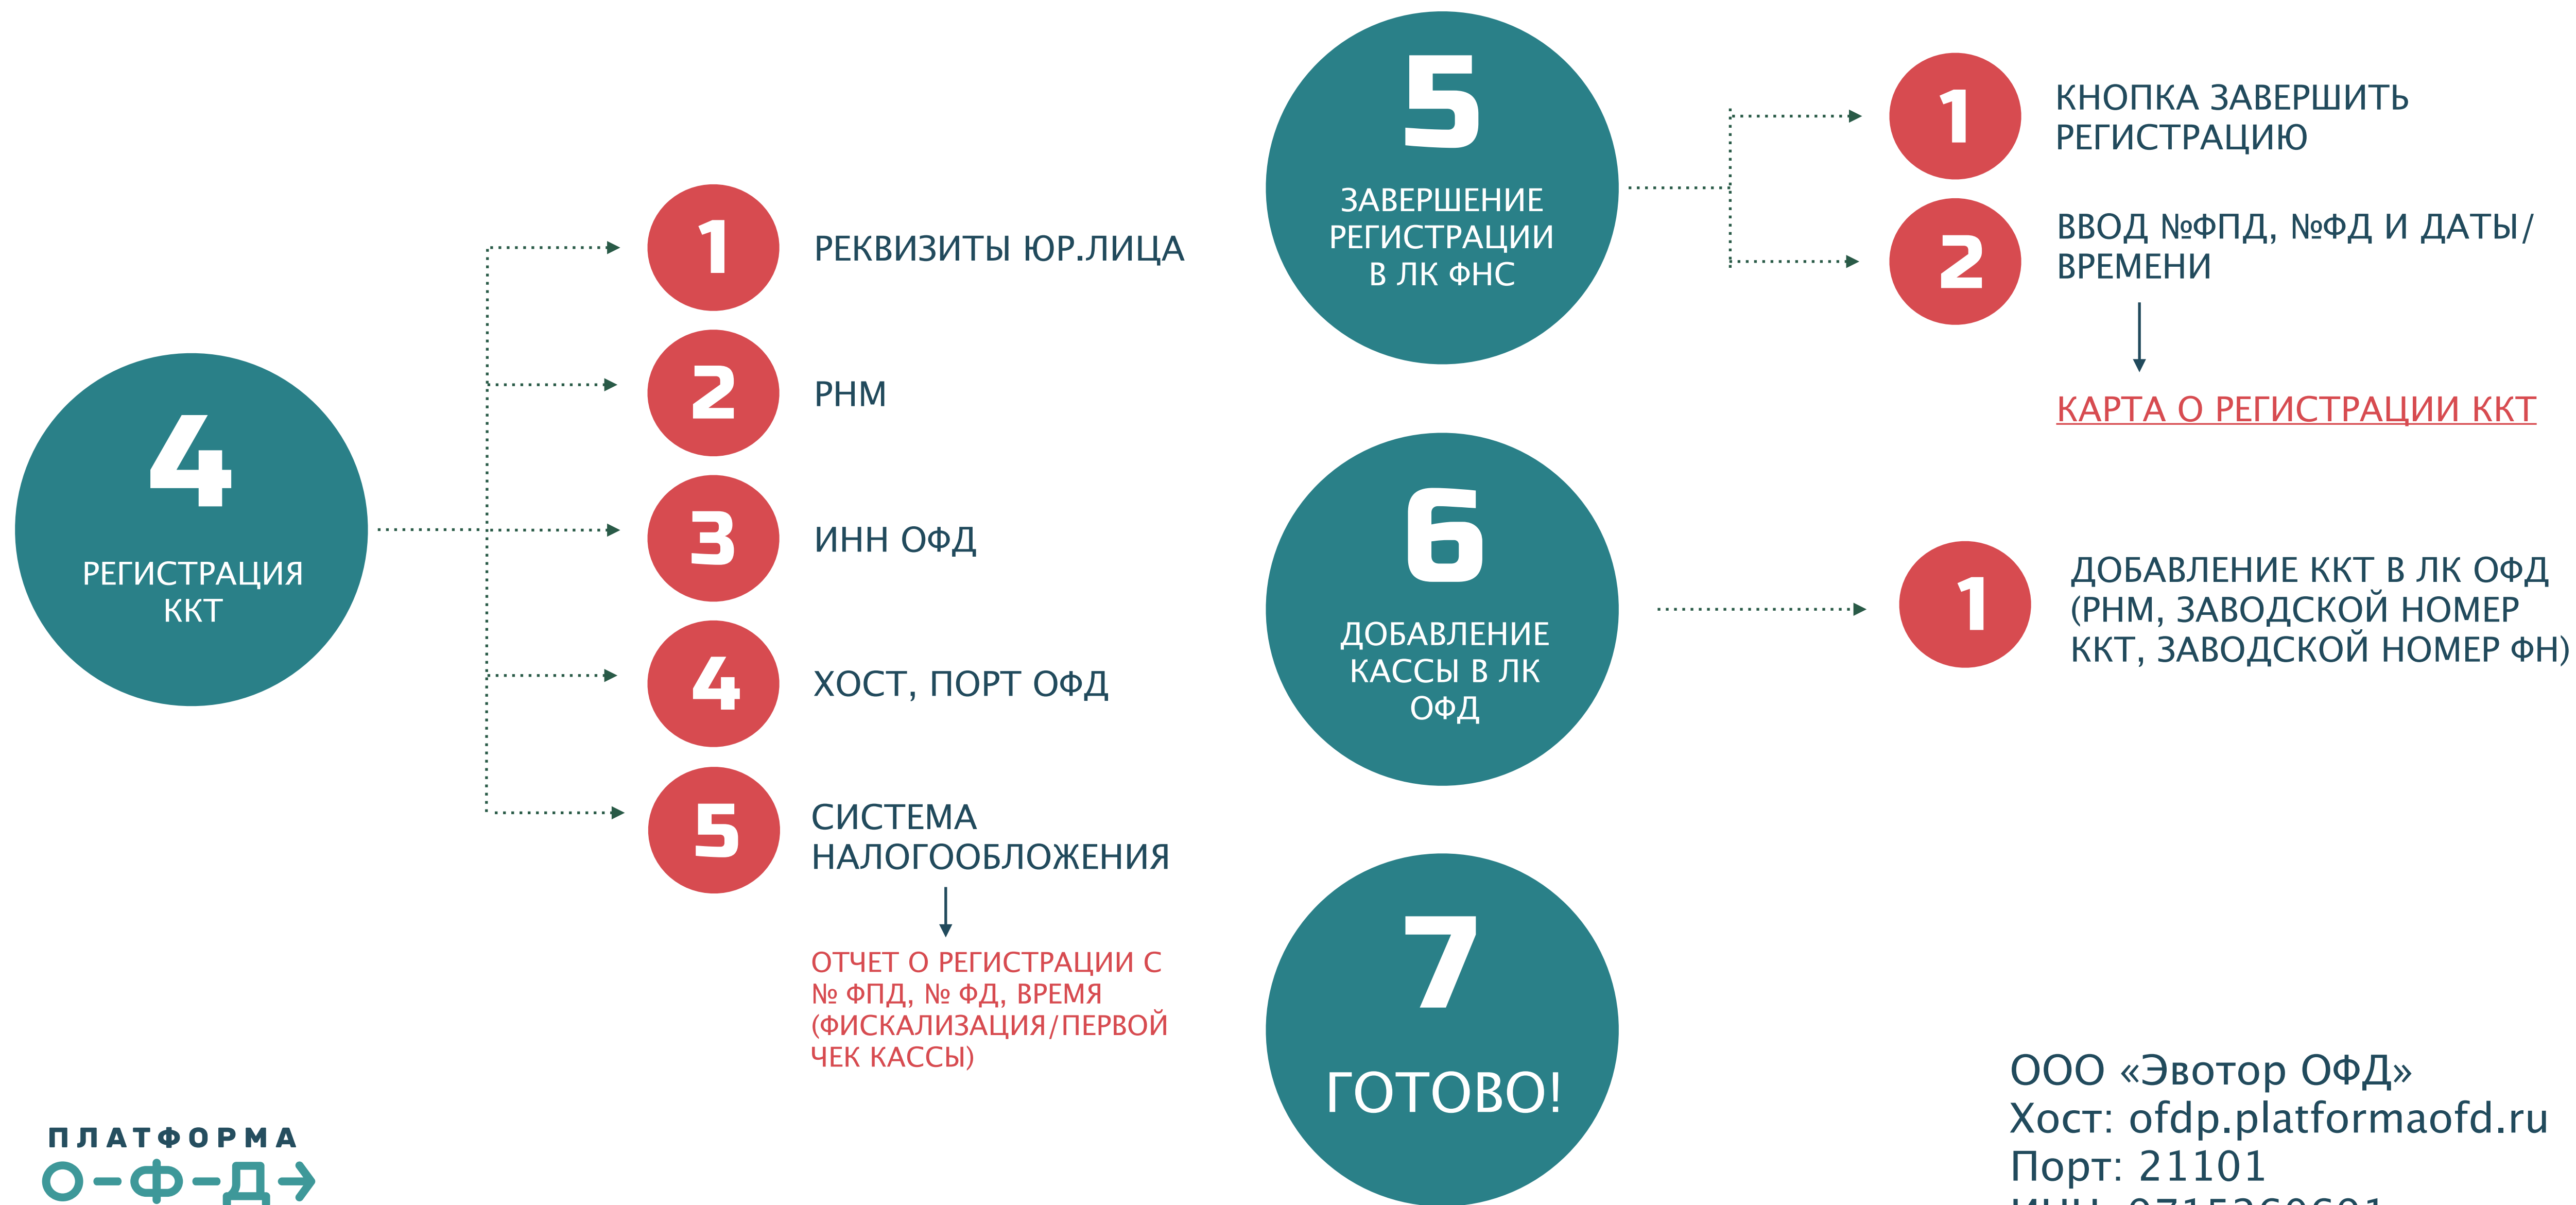 4
РЕГИСТРАЦИЯ
ККТ
1
РЕКВИЗИТЫ ЮР.ЛИЦА
2
РНМ
3
ИНН ОФД
4
ХОСТ, ПОРТ ОФД
5
СИСТЕМА
НАЛОГООБЛОЖЕНИЯ
ОТЧЕТ О РЕГИСТРАЦИИ С
№ ФПД, № ФД, ВРЕМЯ
(ФИСКАЛИЗАЦИЯ/ПЕРВОЙ
ЧЕК КАССЫ)
5
ЗАВЕРШЕНИЕ
РЕГИСТРАЦИИ
В ЛК ФНС
1
КНОПКА ЗАВЕРШИТЬ
РЕГИСТРАЦИЮ
2
ВВОД №ФПД, №ФД И ДАТЫ/
ВРЕМЕНИ
КАРТА О РЕГИСТРАЦИИ ККТ
6
ДОБАВЛЕНИЕ
КАССЫ В ЛК
ОФД
1
ДОБАВЛЕНИЕ ККТ В ЛК ОФД
(РНМ, ЗАВОДСКОЙ НОМЕР
ККТ, ЗАВОДСКОЙ НОМЕР ФН)
7
ГОТОВО!
ПЛАТФОРМА
О-Ф-Д
ООО «Эвотор ОФД»
Хост: ofdp.platformaofd.ru
Порт: 21101